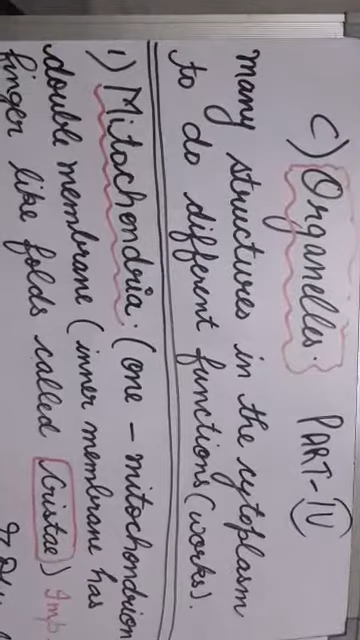 C) Organelles. PART-IV
many structures in the cytoplasm
to do different functions (works).
1) Mitochondria. (one - mitochondrion
double membrane (inner membrane has
finger like folds called Cristae) Imp.